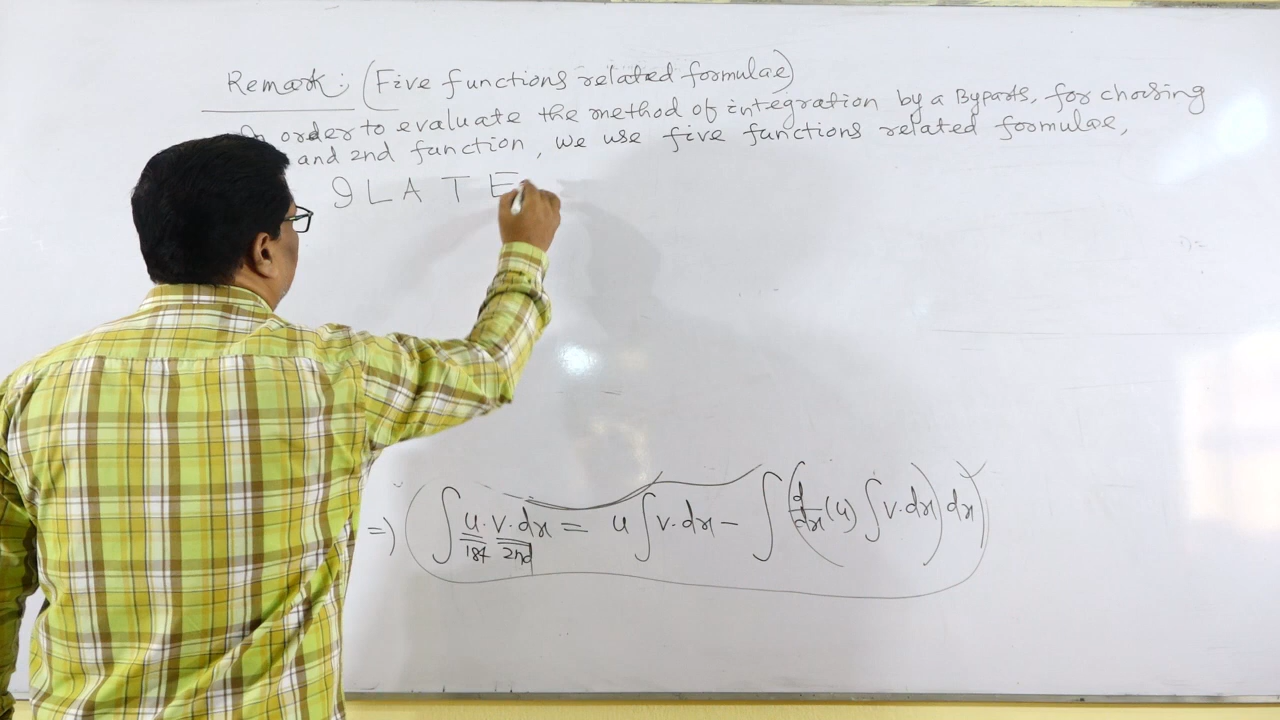 Remark: (Five functions related formulae)
In order to evaluate the method of integration by a Byparts, for choosing
and 2nd function, we use five functions related formulae,
I L A T E
=> ∫ u.v.dx = u ∫ v.dx - ∫ (d/dx (u) ∫ v.dx) dx
1st 2nd